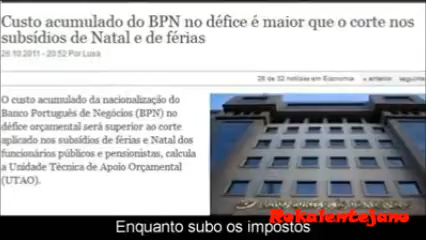 Custo acumulado do BPN no défice é maior que o corte nos
subsídios de Natal e de férias
26.10.2011 - 20:52 Por Lusa
26 de 52 notícias em Economia
« anterior
seguinte
O custo acumulado da nacionalização do
Banco Português de Negócios (BPN) no
défice orçamental será superior ao corte
aplicado nos subsídios de férias e Natal dos
funcionários públicos e pensionistas, calcula
a Unidade Técnica de Apoio Orçamental
(UTAO).
Enquanto subo os impostos
RoKalentejano